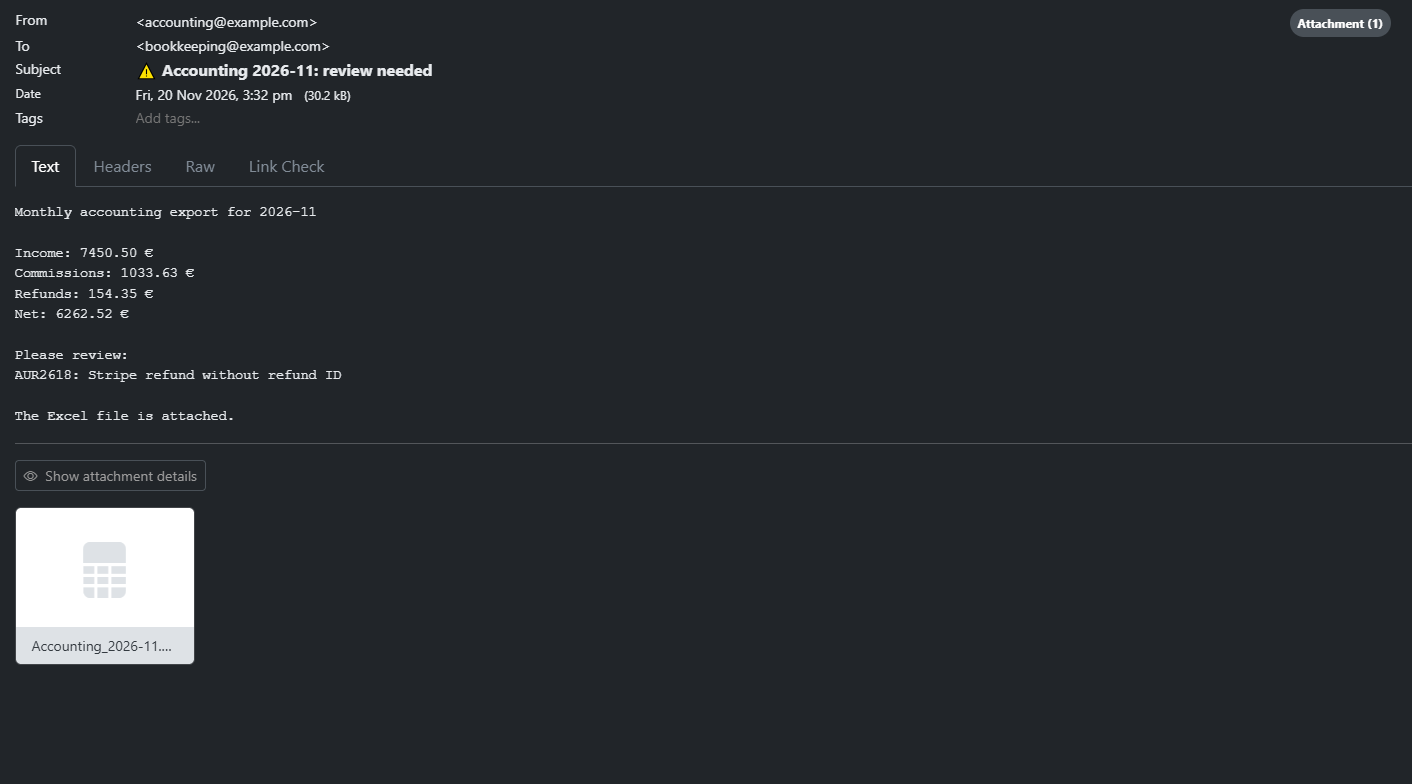 From <accounting@example.com>
Attachment (1)
To <bookkeeping@example.com>
Subject ⚠ Accounting 2026-11: review needed
Date Fri, 20 Nov 2026, 3:32 pm (30.2 kB)
Tags Add tags...
Text Headers Raw Link Check
Monthly accounting export for 2026-11
Income: 7450.50 €
Commissions: 1033.63 €
Refunds: 154.35 €
Net: 6262.52 €
Please review:
AUR2618: Stripe refund without refund ID
The Excel file is attached.
Show attachment details
Accounting_2026-11....